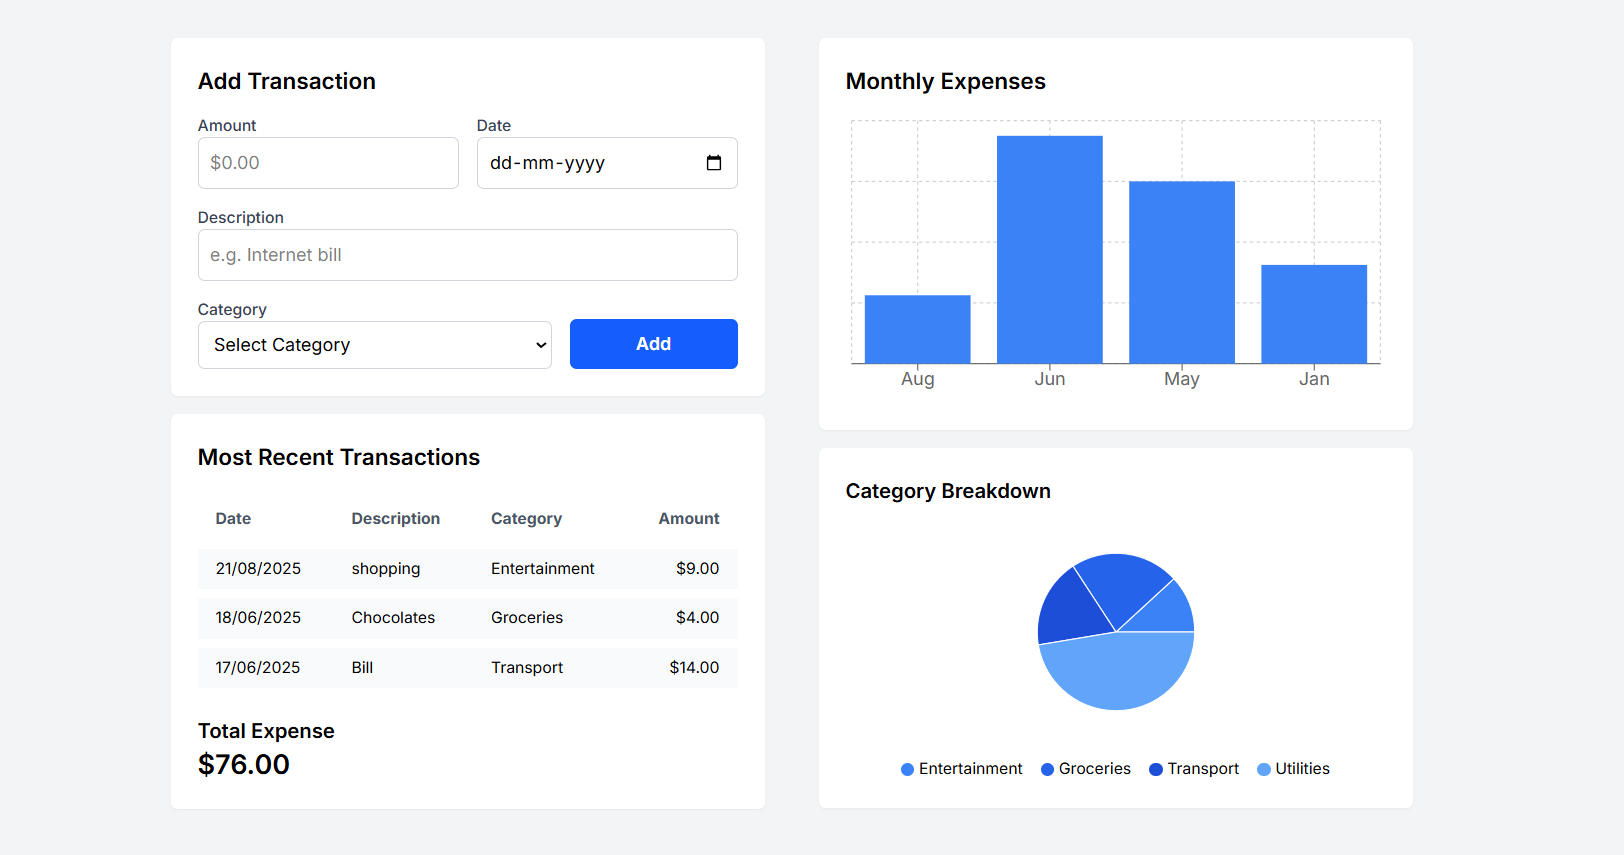 Add Transaction
Amount
Date
$0.00
dd-mm-yyyy
Description
e.g. Internet bill
Category
Select Category
Add
Most Recent Transactions
Date Description Category Amount
21/08/2025 shopping Entertainment $9.00
18/06/2025 Chocolates Groceries $4.00
17/06/2025 Bill Transport $14.00
Total Expense
$76.00
Monthly Expenses
Aug Jun May Jan
Category Breakdown
Entertainment Groceries Transport Utilities